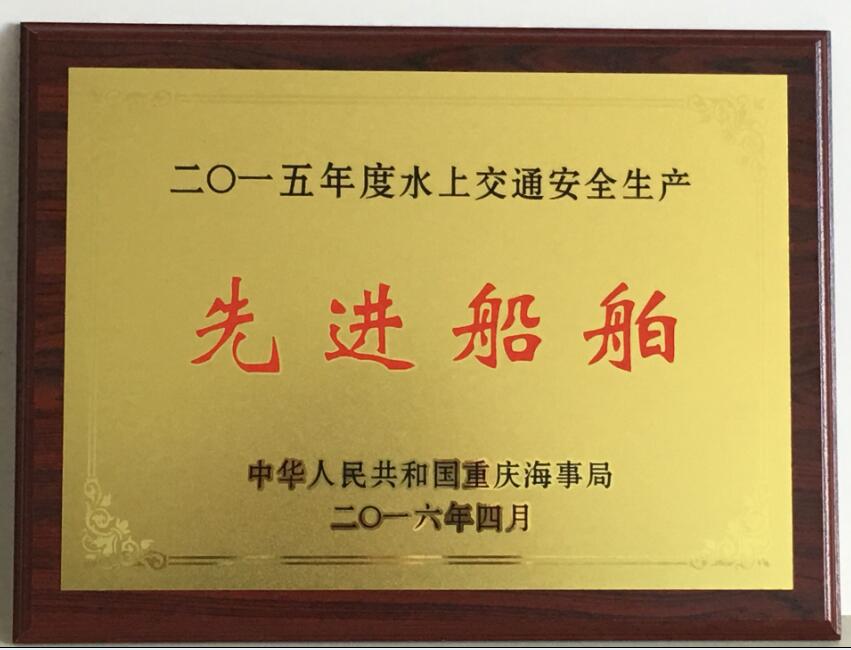 二〇一五年度水上交通安全生产
先进船舶
中华人民共和国重庆海事局
二〇一六年四月